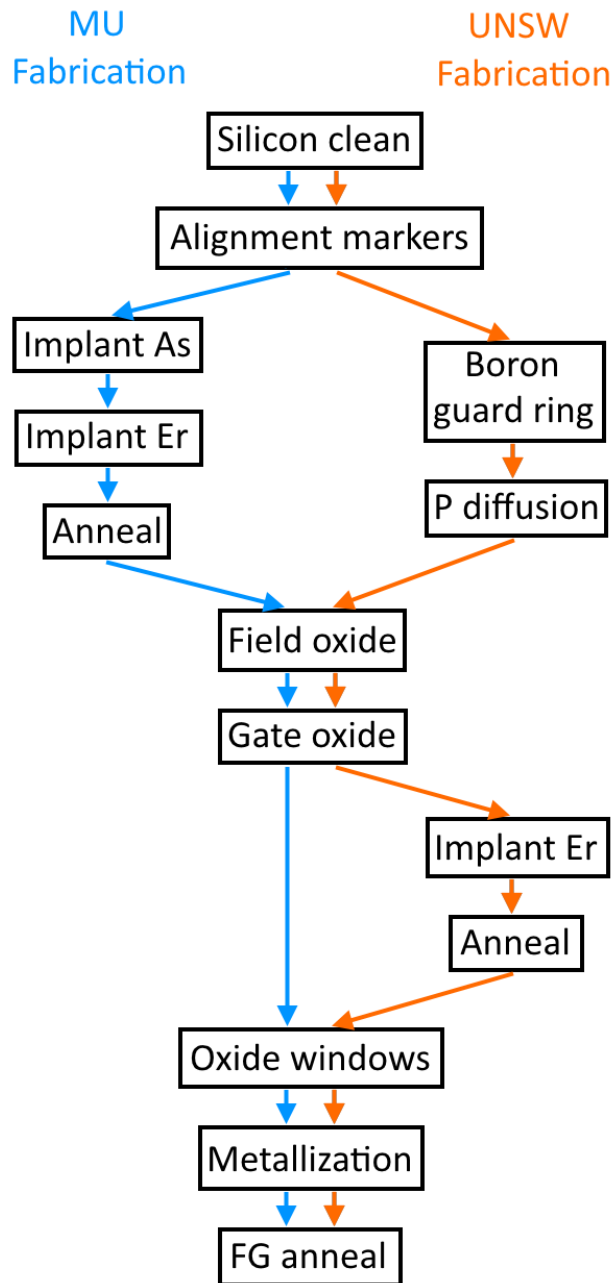 MU
Fabrication
UNSW
Fabrication
Silicon clean
Alignment markers
Implant As
Implant Er
Anneal
Boron
guard ring
P diffusion
Field oxide
Gate oxide
Implant Er
Anneal
Oxide windows
Metallization
FG anneal